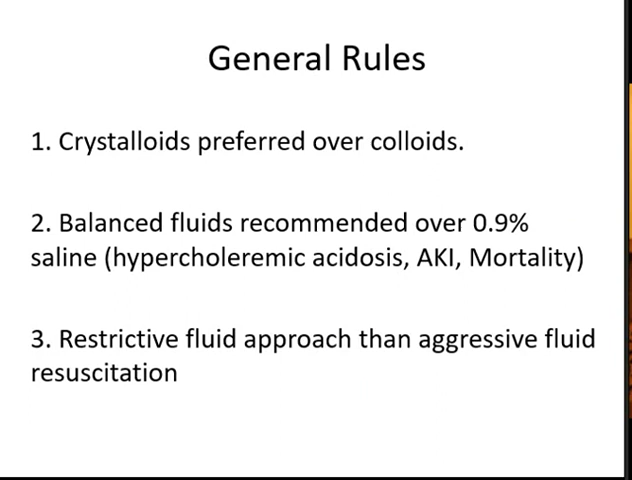 General Rules
1. Crystalloids preferred over colloids.
2. Balanced fluids recommended over 0.9%
saline (hypercholeremic acidosis, AKI, Mortality)
3. Restrictive fluid approach than aggressive fluid
resuscitation